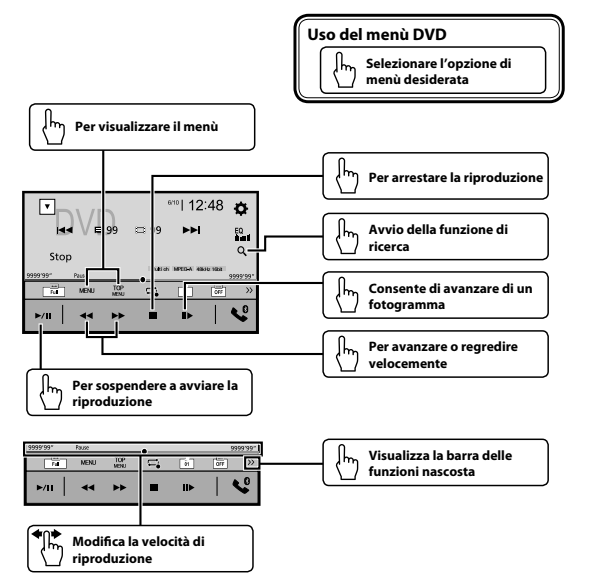 Uso del menù DVD
Selezionare l'opzione di
menù desiderata
Per visualizzare il menù
Per arrestare la riproduzione
DVD
6/10 12:48
99
99
EQ
Stop
Avvio della funzione di
ricerca
9999'99" Pause 9999'99"
Full MENU TOP MENU OFF
Consente di avanzare di un
fotogramma
Per avanzare o regredire
velocemente
Per sospendere a avviare la
riproduzione
9999'99" Pause 9999'99"
Full MENU TOP MENU 01 OFF
Visualizza la barra delle
funzioni nascosta
Modifica la velocità di
riproduzione